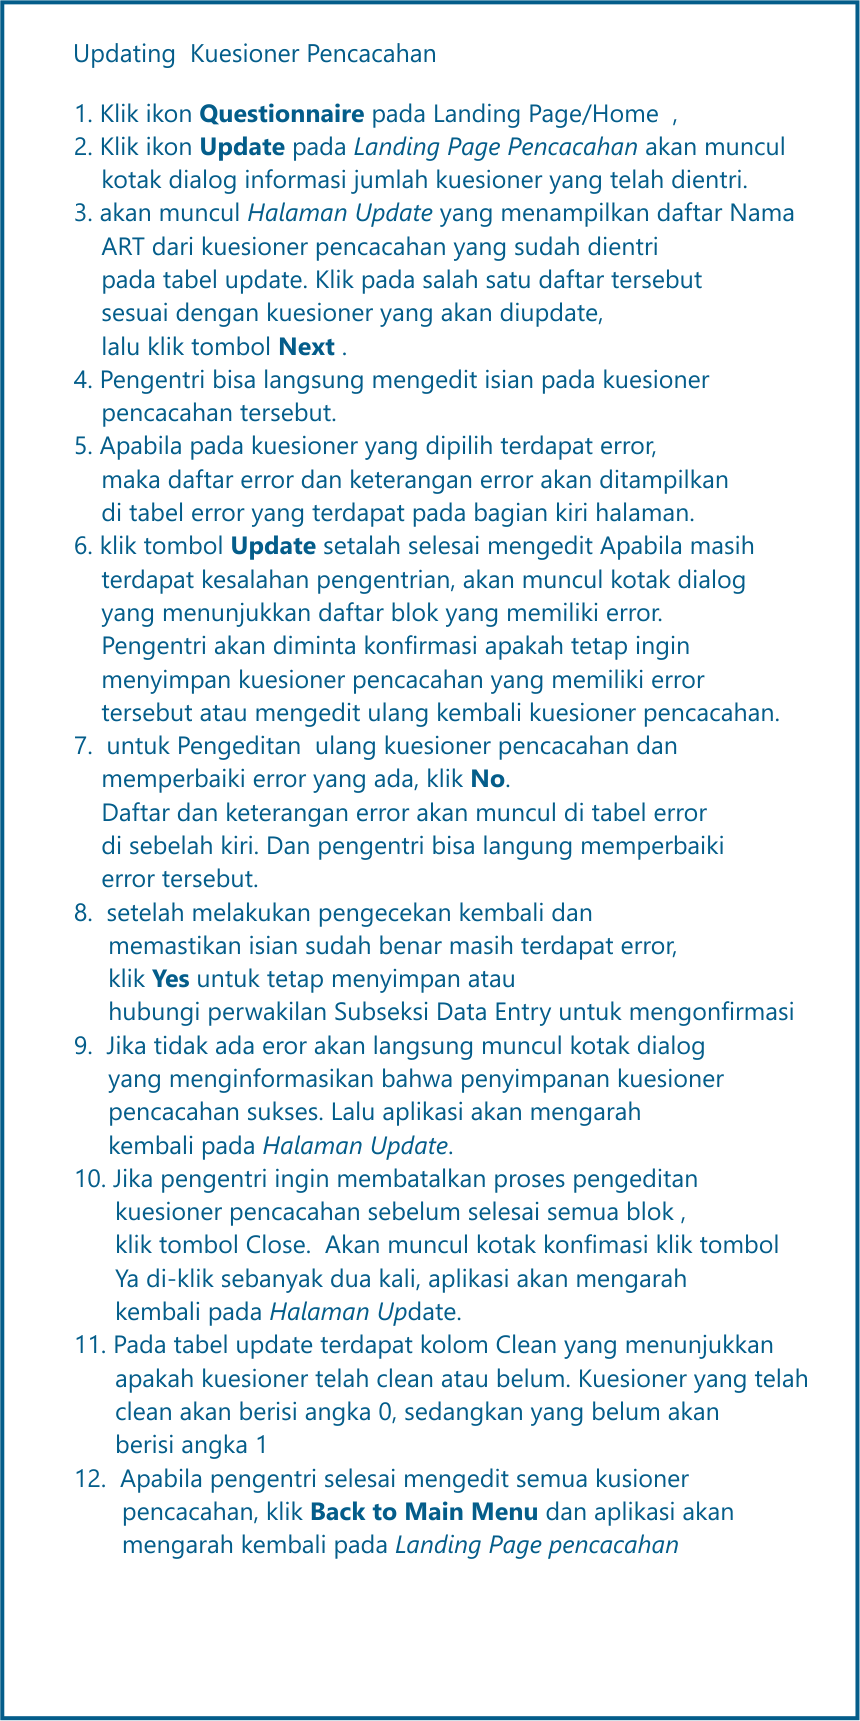 Updating  Kuesioner Pencacahan
1. Klik ikon Questionnaire pada Landing Page/Home  ,
2. Klik ikon Update pada Landing Page Pencacahan akan muncul
kotak dialog informasi jumlah kuesioner yang telah dientri.
3. akan muncul Halaman Update yang menampilkan daftar Nama
ART dari kuesioner pencacahan yang sudah dientri
pada tabel update. Klik pada salah satu daftar tersebut
sesuai dengan kuesioner yang akan diupdate,
lalu klik tombol Next .
4. Pengentri bisa langsung mengedit isian pada kuesioner
pencacahan tersebut.
5. Apabila pada kuesioner yang dipilih terdapat error,
maka daftar error dan keterangan error akan ditampilkan
di tabel error yang terdapat pada bagian kiri halaman.
6. klik tombol Update setalah selesai mengedit Apabila masih
terdapat kesalahan pengentrian, akan muncul kotak dialog
yang menunjukkan daftar blok yang memiliki error.
Pengentri akan diminta konfirmasi apakah tetap ingin
menyimpan kuesioner pencacahan yang memiliki error
tersebut atau mengedit ulang kembali kuesioner pencacahan.
7.  untuk Pengeditan  ulang kuesioner pencacahan dan
memperbaiki error yang ada, klik No.
Daftar dan keterangan error akan muncul di tabel error
di sebelah kiri. Dan pengentri bisa langung memperbaiki
error tersebut.
8.  setelah melakukan pengecekan kembali dan
memastikan isian sudah benar masih terdapat error,
klik Yes untuk tetap menyimpan atau
hubungi perwakilan Subseksi Data Entry untuk mengonfirmasi
9.  Jika tidak ada eror akan langsung muncul kotak dialog
yang menginformasikan bahwa penyimpanan kuesioner
pencacahan sukses. Lalu aplikasi akan mengarah
kembali pada Halaman Update.
10. Jika pengentri ingin membatalkan proses pengeditan
kuesioner pencacahan sebelum selesai semua blok ,
klik tombol Close.  Akan muncul kotak konfimasi klik tombol
Ya di-klik sebanyak dua kali, aplikasi akan mengarah
kembali pada Halaman Update.
11. Pada tabel update terdapat kolom Clean yang menunjukkan
apakah kuesioner telah clean atau belum. Kuesioner yang telah
clean akan berisi angka 0, sedangkan yang belum akan
berisi angka 1
12.  Apabila pengentri selesai mengedit semua kusioner
pencacahan, klik Back to Main Menu dan aplikasi akan
mengarah kembali pada Landing Page pencacahan